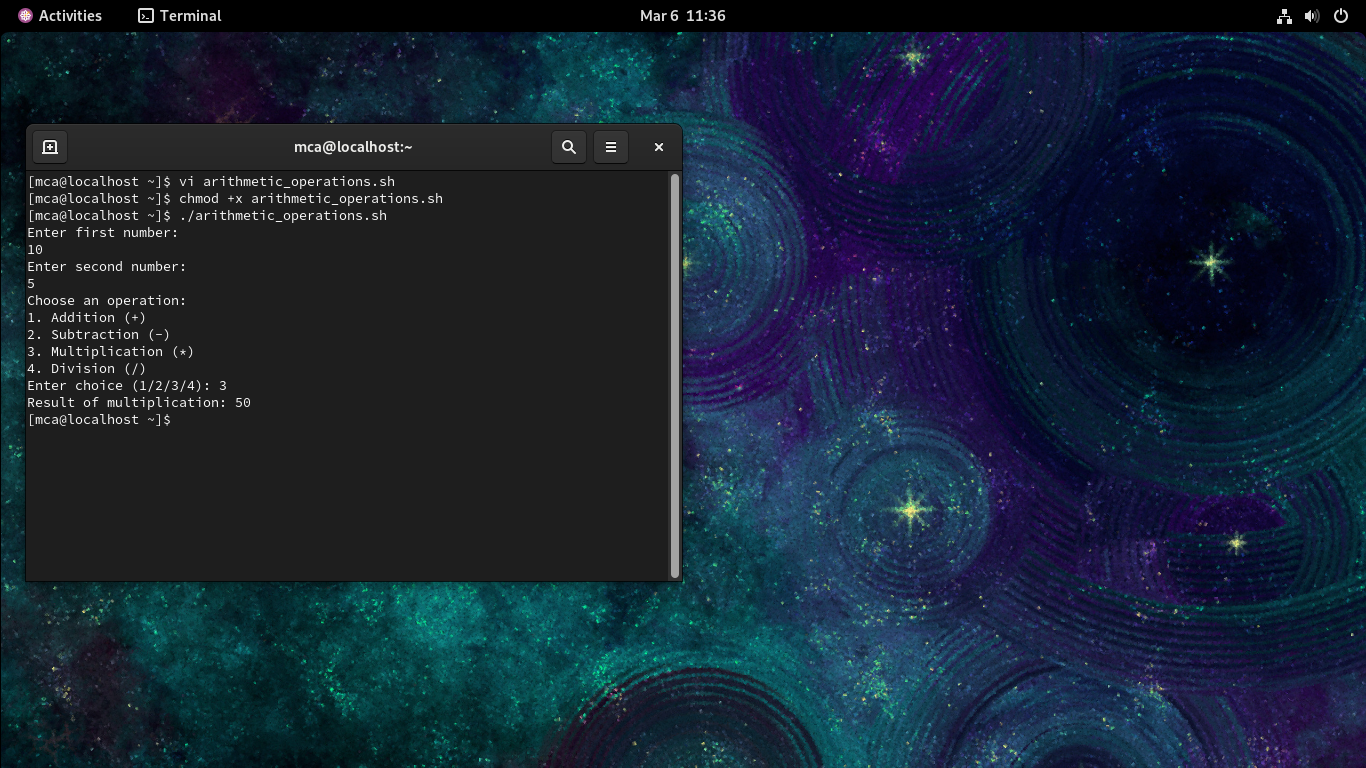 Activities Terminal Mar 6 11:36
mca@localhost:~
[mca@localhost ~]$ vi arithmetic_operations.sh
[mca@localhost ~]$ chmod +x arithmetic_operations.sh
[mca@localhost ~]$ ./arithmetic_operations.sh
Enter first number:
10
Enter second number:
5
Choose an operation:
1. Addition (+)
2. Subtraction (-)
3. Multiplication (*)
4. Division (/)
Enter choice (1/2/3/4): 3
Result of multiplication: 50
[mca@localhost ~]$